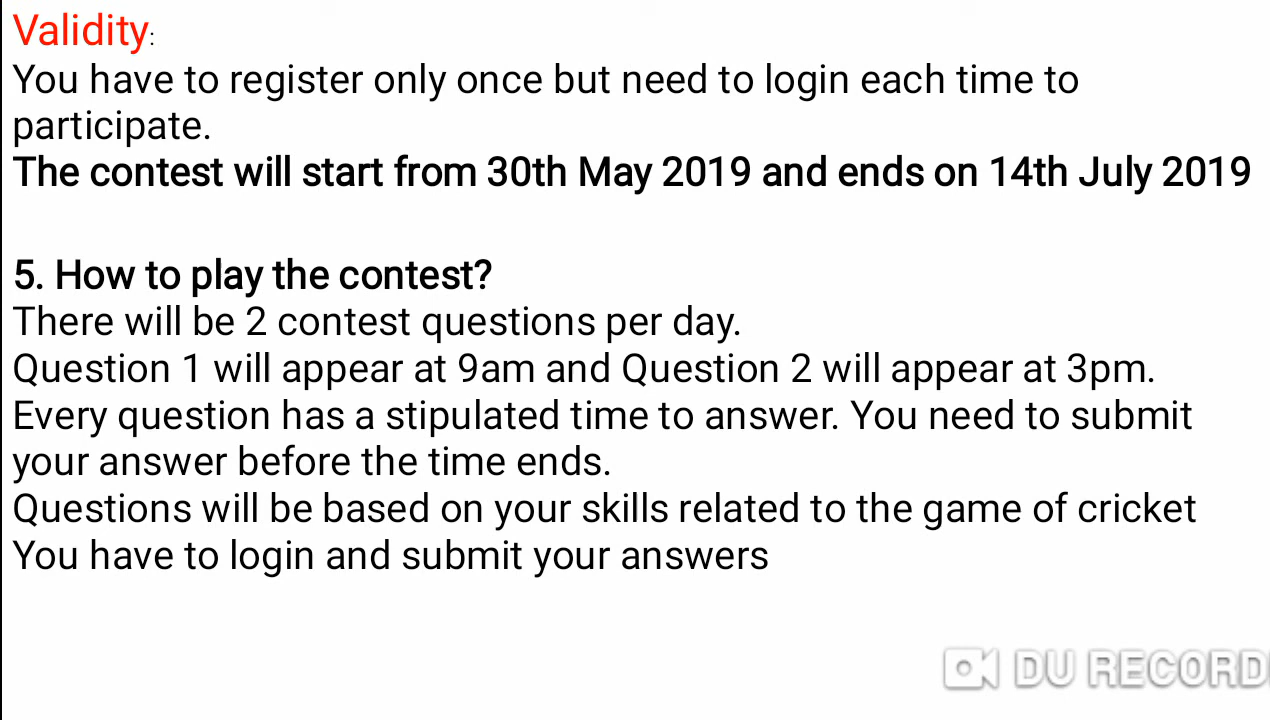 Validity:
You have to register only once but need to login each time to
participate.
The contest will start from 30th May 2019 and ends on 14th July 2019
5. How to play the contest?
There will be 2 contest questions per day.
Question 1 will appear at 9am and Question 2 will appear at 3pm.
Every question has a stipulated time to answer. You need to submit
your answer before the time ends.
Questions will be based on your skills related to the game of cricket
You have to login and submit your answers
DU RECORD